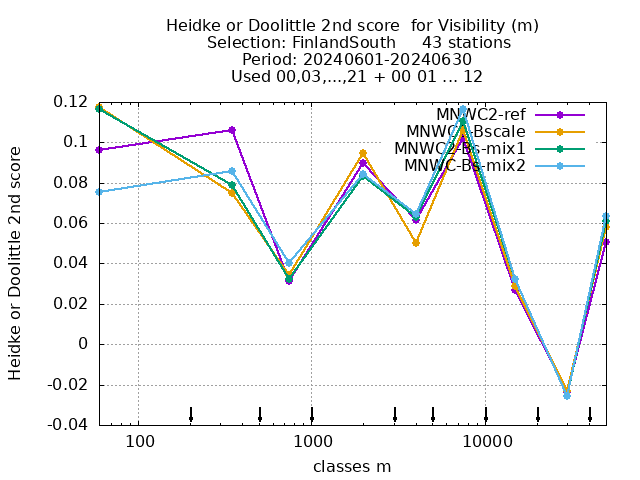 Heidke or Doolittle 2nd score  for Visibility (m)
Selection: FinlandSouth     43 stations
Period: 20240601-20240630
Used 00,03,...,21 + 00 01 ... 12
0.12
0.1
0.08
0.06
0.04
0.02
0
-0.02
-0.04
Heidke or Doolittle 2nd score
MNWC2-ref
MNWC2-Bscale
MNWC2-Bs-mix1
MNWC-Bs-mix2
100
1000
10000
classes m